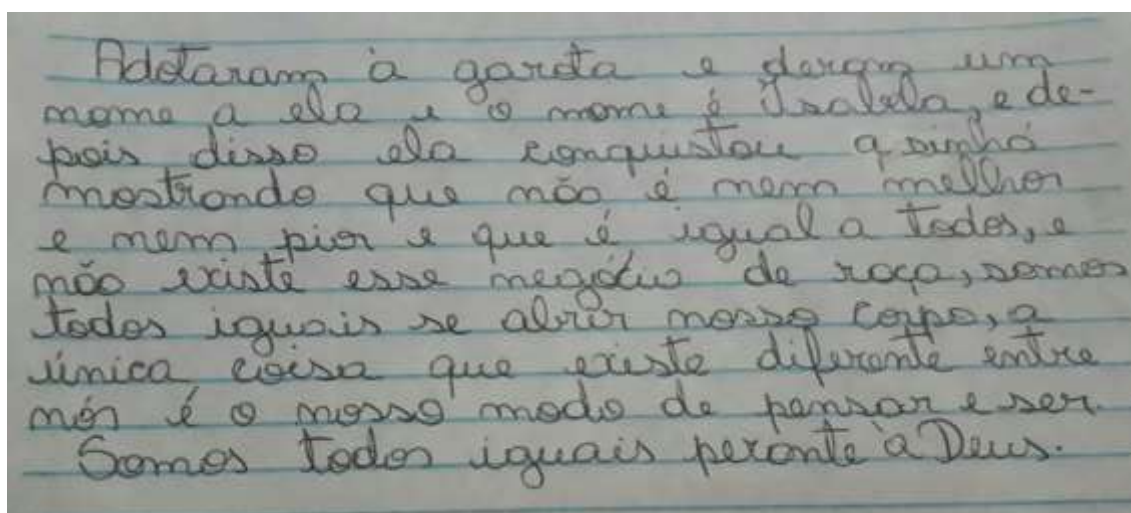 Adotaram à garota e deram um
nome a ela e o nome é Isabela, e de-
pois disso ela conquistou a sinhá
mostrando que não é nem melhor
e nem pior e que é igual a todos, e
não existe esse negócio de raça, somos
todos iguais se abrir nosso corpo, a
única coisa que existe diferente entre
nós é o nosso modo de pensar e ser.
Somos todos iguais perante à Deus.